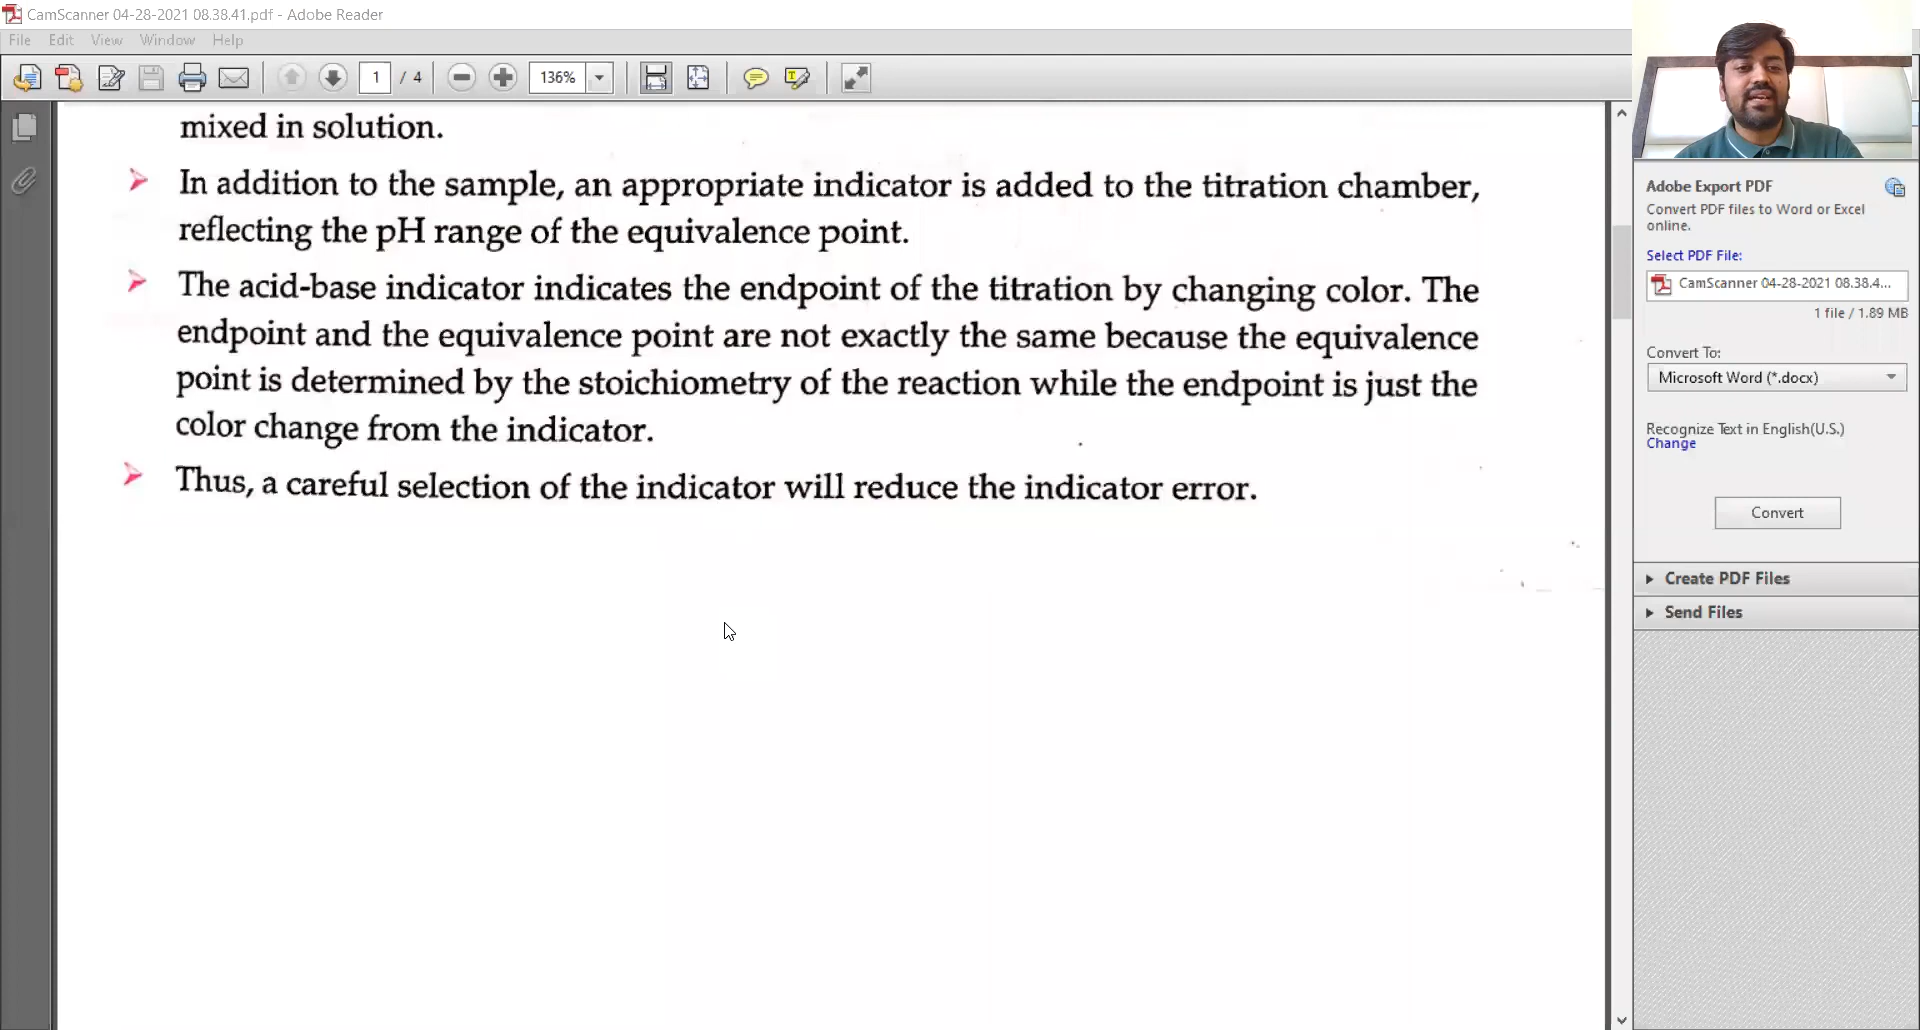 CamScanner 04-28-2021 08.38.41.pdf - Adobe Reader
File Edit View Window Help
1 / 4 136%
mixed in solution.
In addition to the sample, an appropriate indicator is added to the titration chamber,
reflecting the pH range of the equivalence point.
The acid-base indicator indicates the endpoint of the titration by changing color. The
endpoint and the equivalence point are not exactly the same because the equivalence
point is determined by the stoichiometry of the reaction while the endpoint is just the
color change from the indicator.
Thus, a careful selection of the indicator will reduce the indicator error.
Adobe Export PDF
Convert PDF files to Word or Excel
online.
Select PDF File:
CamScanner 04-28-2021 08.38.4...
1 file / 1.89 MB
Convert To:
Microsoft Word (*.docx)
Recognize Text in English(U.S.)
Change
Convert
Create PDF Files
Send Files